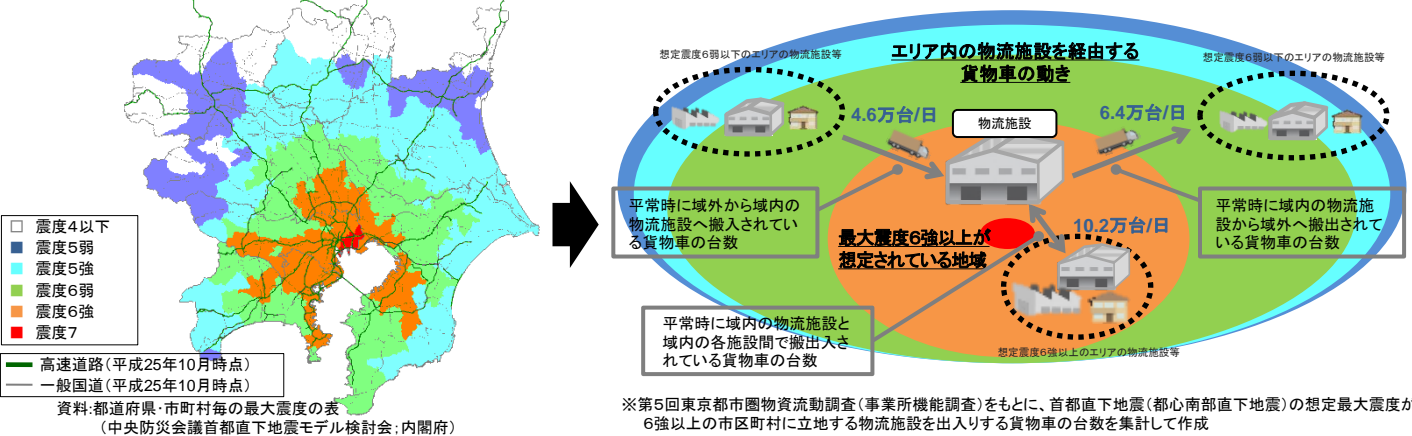 震度4以下
震度5弱
震度5強
震度6弱
震度6強
震度7
高速道路(平成25年10月時点)
一般国道(平成25年10月時点)
資料:都道府県・市町村毎の最大震度の表
(中央防災会議首都直下地震モデル検討会;内閣府)
エリア内の物流施設を経由する
貨物車の動き
想定震度6弱以下のエリアの物流施設等
想定震度6弱以下のエリアの物流施設等
4.6万台/日
物流施設
6.4万台/日
平常時に域外から域内の
物流施設へ搬入されてい
る貨物車の台数
平常時に域内の物流施
設から域外へ搬出されて
いる貨物車の台数
最大震度6強以上が
想定されている地域
10.2万台/日
平常時に域内の物流施設と
域内の各施設間で搬出入さ
れている貨物車の台数
想定震度6強以上のエリアの物流施設等
※第5回東京都市圏物資流動調査(事業所機能調査)をもとに、首都直下地震(都心南部直下地震)の想定最大震度が
6強以上の市区町村に立地する物流施設を出入りする貨物車の台数を集計して作成